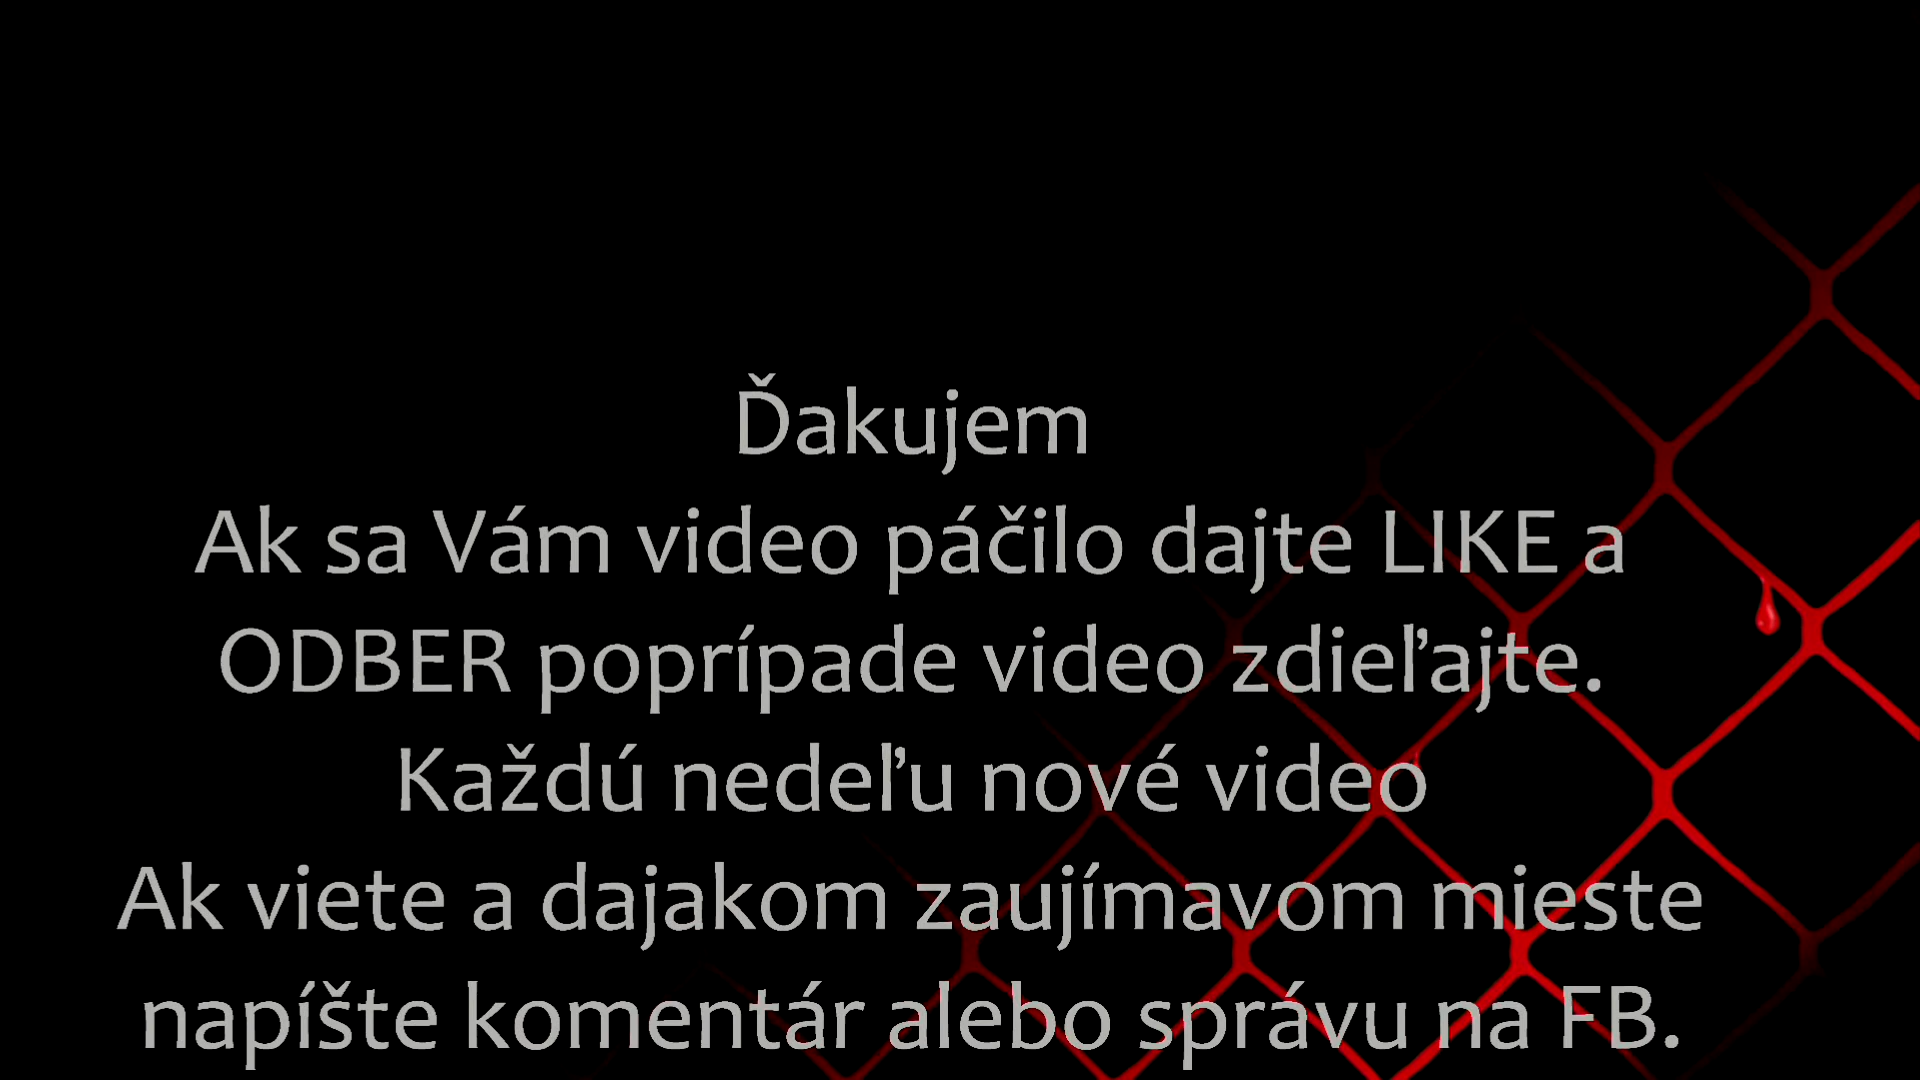 Ďakujem
Ak sa Vám video páčilo dajte LIKE a
ODBER poprípade video zdieľajte.
Každú nedeľu nové video
Ak viete a dajakom zaujímavom mieste
napíšte komentár alebo správu na FB.